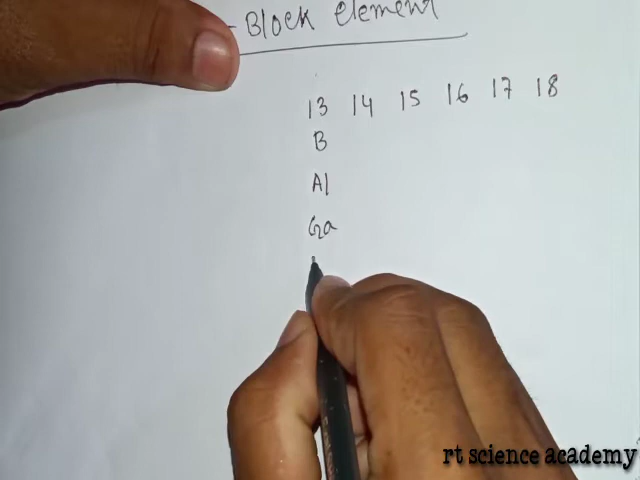 -Block element
13 14 15 16 17 18
B
Al
Ga
rt science academy